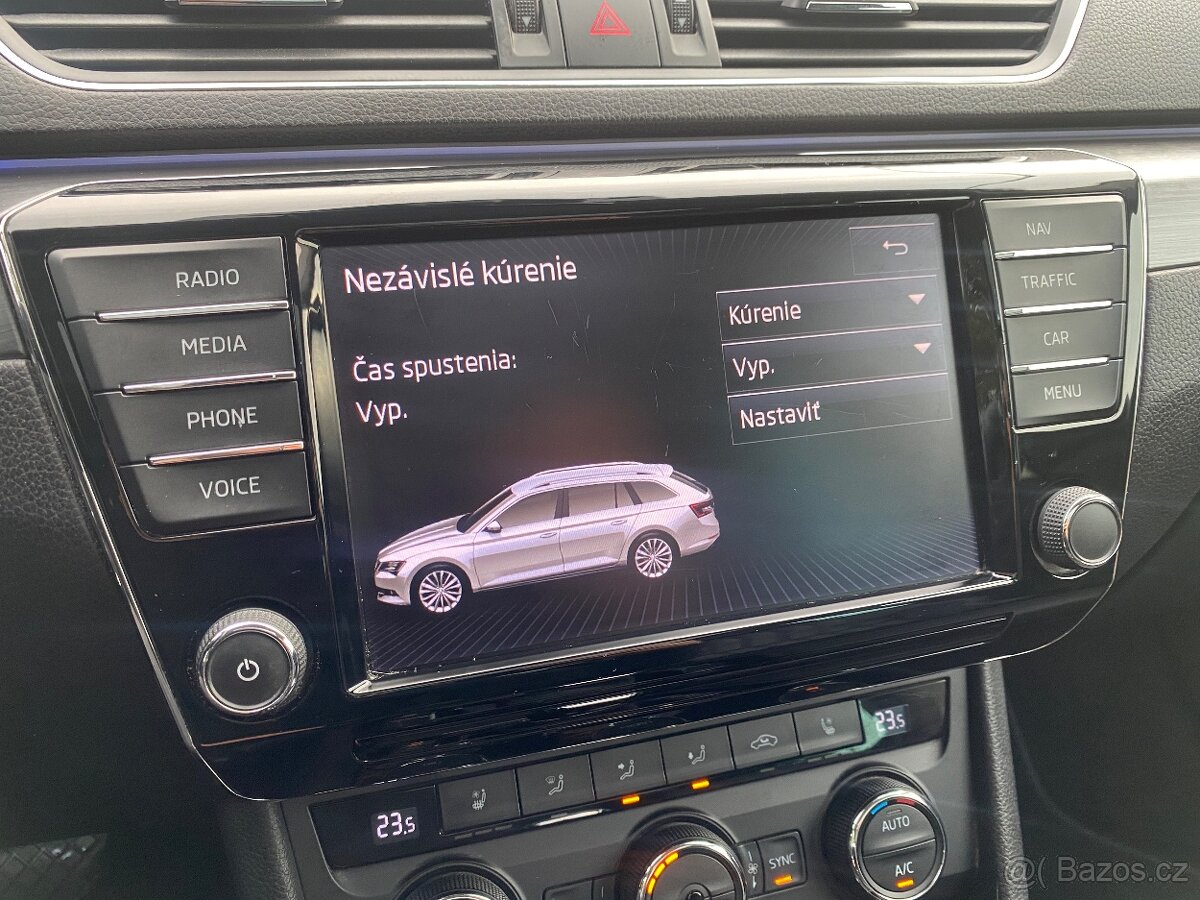 RADIO
MEDIA
PHONE
VOICE
Nezávislé kúrenie
Čas spustenia:
Vyp.
Kúrenie
Vyp.
Nastaviť
NAV
TRAFFIC
CAR
MENU
23.5
23.5
SYNC
AUTO
A/C
@( Bazos.cz